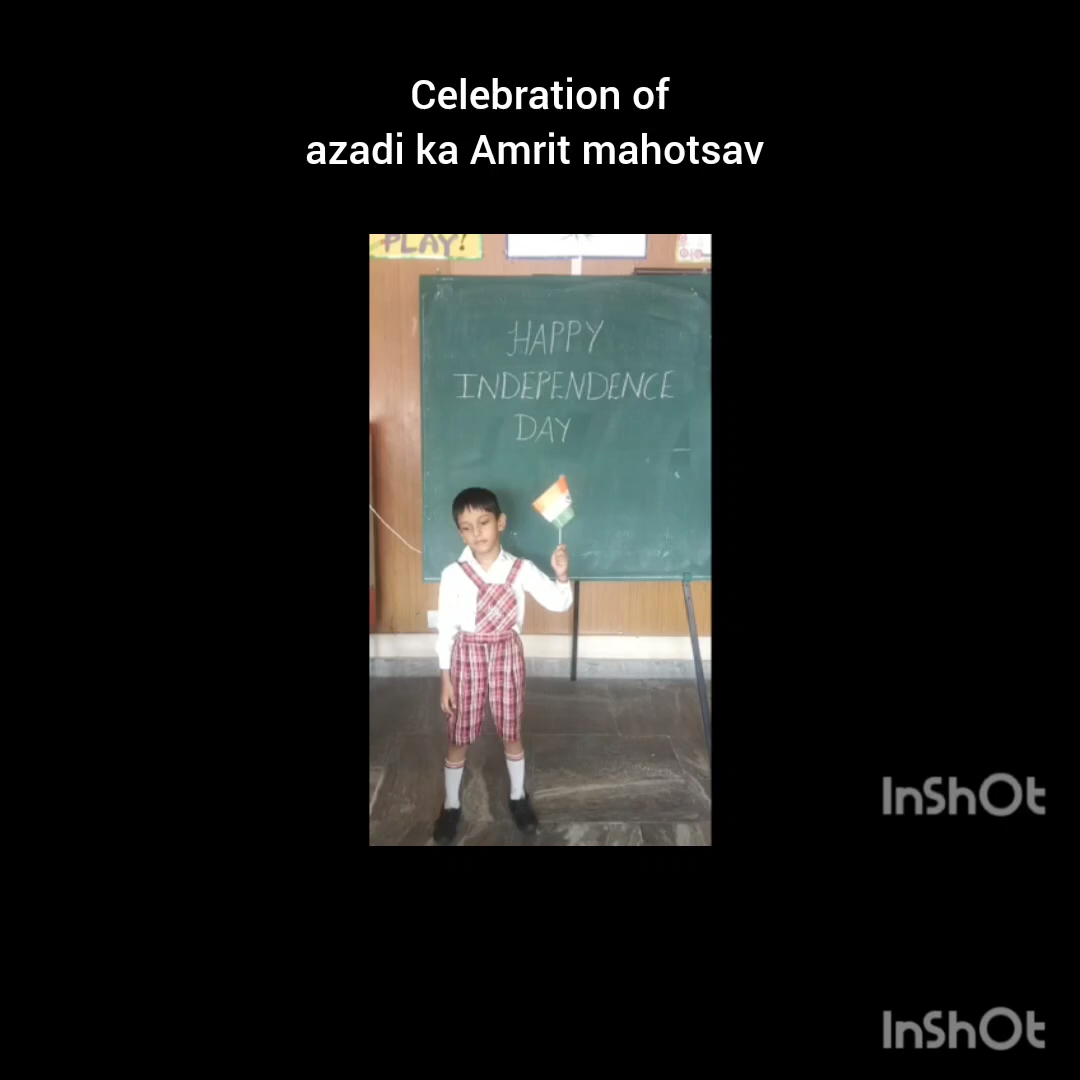 Celebration of
azadi ka Amrit mahotsav
PLAY!
HAPPY
INDEPENDENCE
DAY
InShOt
InShOt